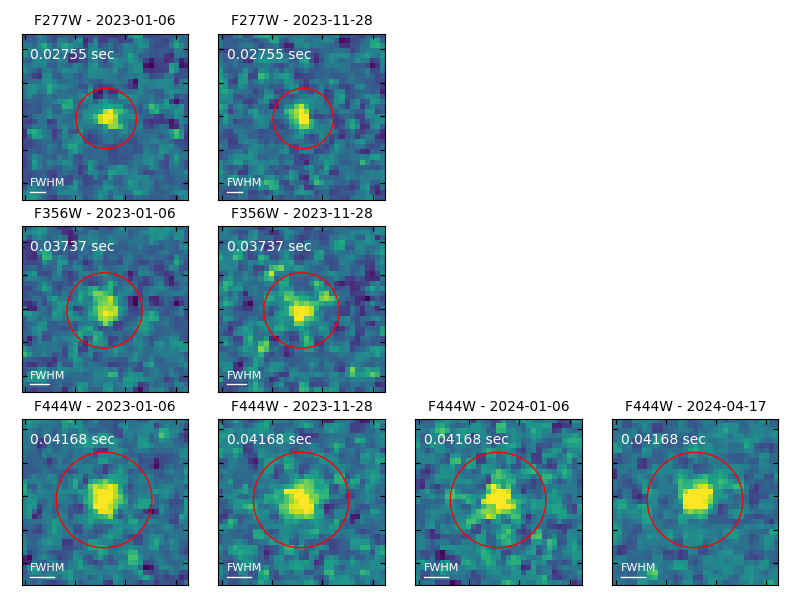 F277W - 2023-01-06
F277W - 2023-11-28
0.02755 sec
0.02755 sec
FWHM
FWHM
F356W - 2023-01-06
F356W - 2023-11-28
0.03737 sec
0.03737 sec
FWHM
FWHM
F444W - 2023-01-06
F444W - 2023-11-28
F444W - 2024-01-06
F444W - 2024-04-17
0.04168 sec
0.04168 sec
0.04168 sec
0.04168 sec
FWHM
FWHM
FWHM
FWHM